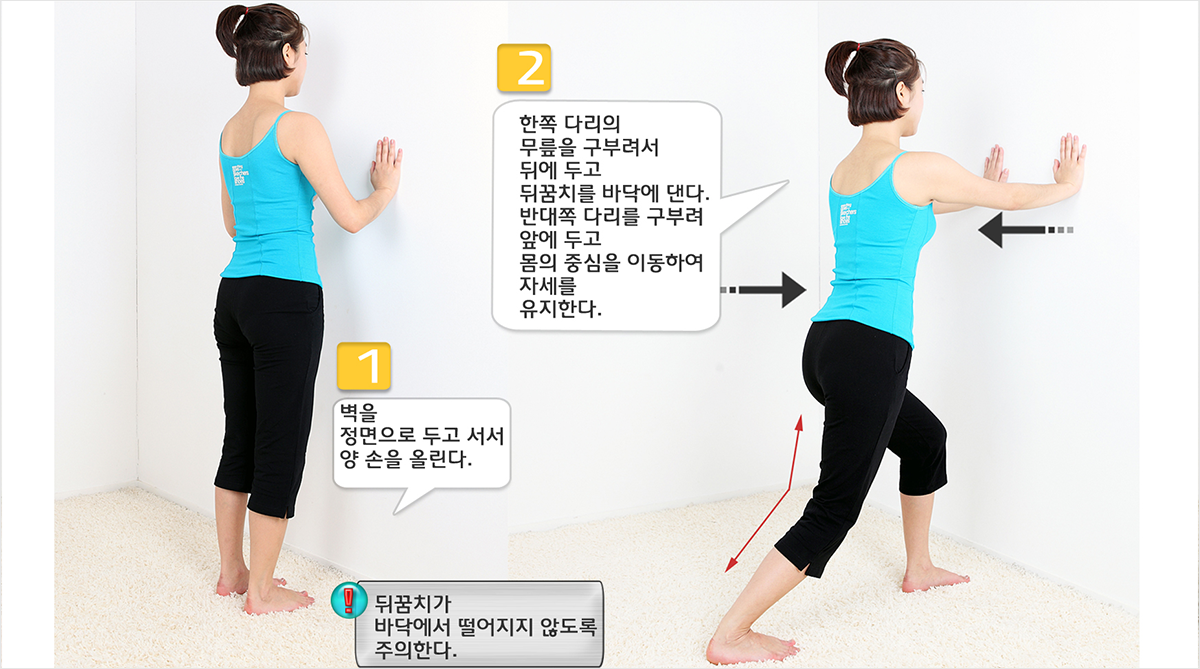 1
벽을
정면으로 두고 서서
양 손을 올린다.
2
한쪽 다리의
무릎을 구부려서
뒤에 두고
뒤꿈치를 바닥에 댄다.
반대쪽 다리를 구부려
앞에 두고
몸의 중심을 이동하여
자세를
유지한다.
!
뒤꿈치가
바닥에서 떨어지지 않도록
주의한다.